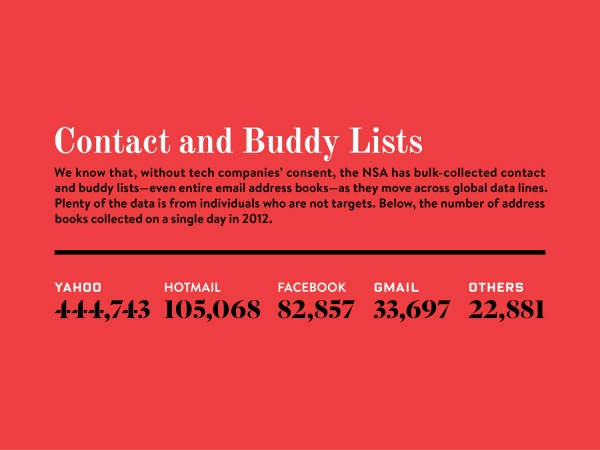 Contact and Buddy Lists
We know that, without tech companies' consent, the NSA has bulk-collected contact
and buddy lists—even entire email address books—as they move across global data lines.
Plenty of the data is from individuals who are not targets. Below, the number of address
books collected on a single day in 2012.
YAHOO HOTMAIL FACEBOOK GMAIL OTHERS
444,743 105,068 82,857 33,697 22,881